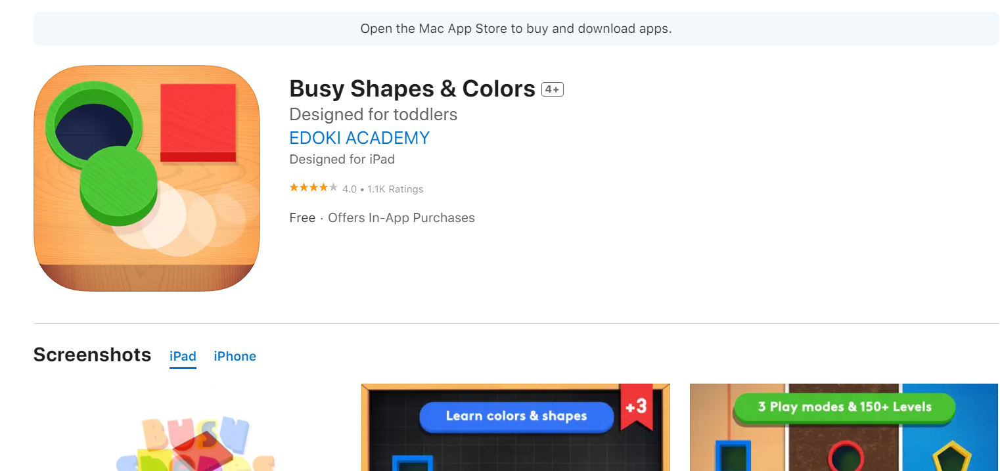 Open the Mac App Store to buy and download apps.
Busy Shapes & Colors 4+
Designed for toddlers
EDOKI ACADEMY
Designed for iPad
4.0 • 1.1K Ratings
Free · Offers In-App Purchases
Screenshots iPad iPhone
BUSY
SHAPES
Learn colors & shapes
+3
3 Play modes & 150+ Levels